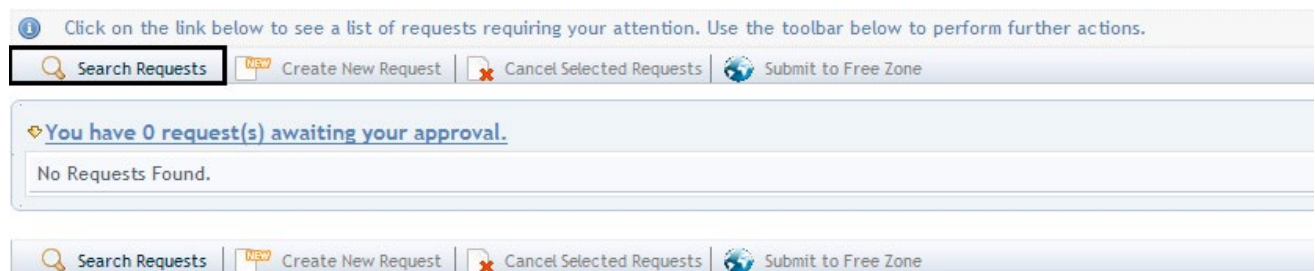 Click on the link below to see a list of requests requiring your attention. Use the toolbar below to perform further actions.
Search Requests NEW Create New Request Cancel Selected Requests Submit to Free Zone
You have 0 request(s) awaiting your approval.
No Requests Found.
Search Requests NEW Create New Request Cancel Selected Requests Submit to Free Zone